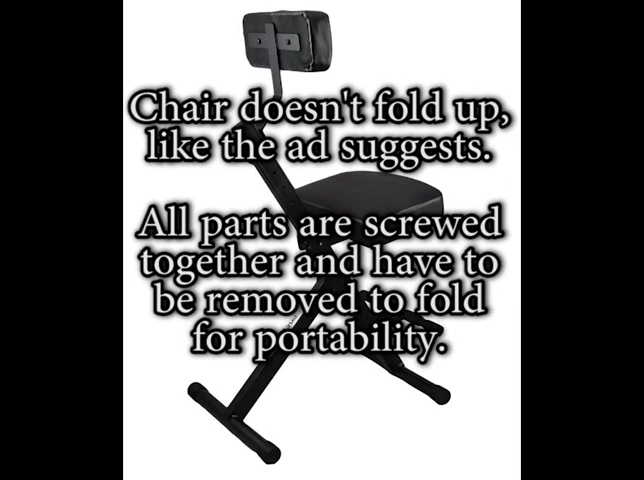 Chair doesn't fold up,
like the ad suggests.
All parts are screwed
together and have to
be removed to fold
for portability.